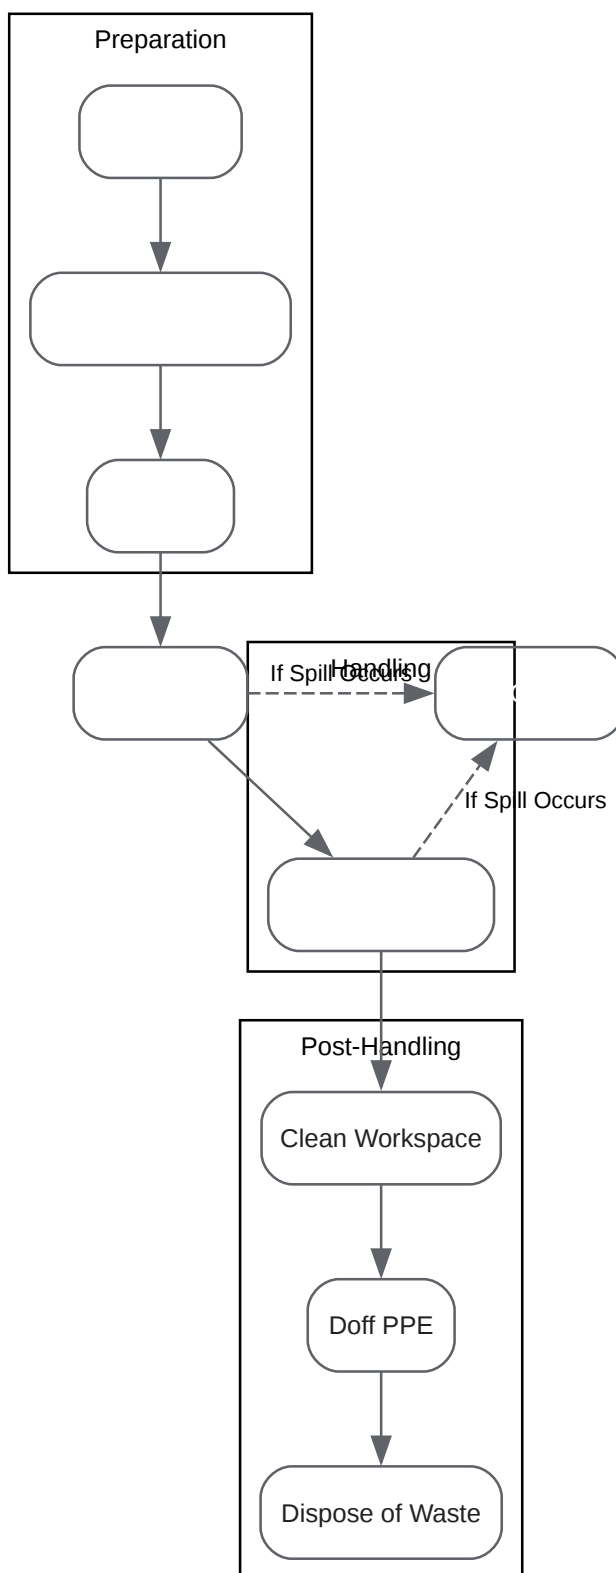 Preparation
Handling
If Spill Occurs
If Spill Occurs
Post-Handling
Clean Workspace
Doff PPE
Dispose of Waste